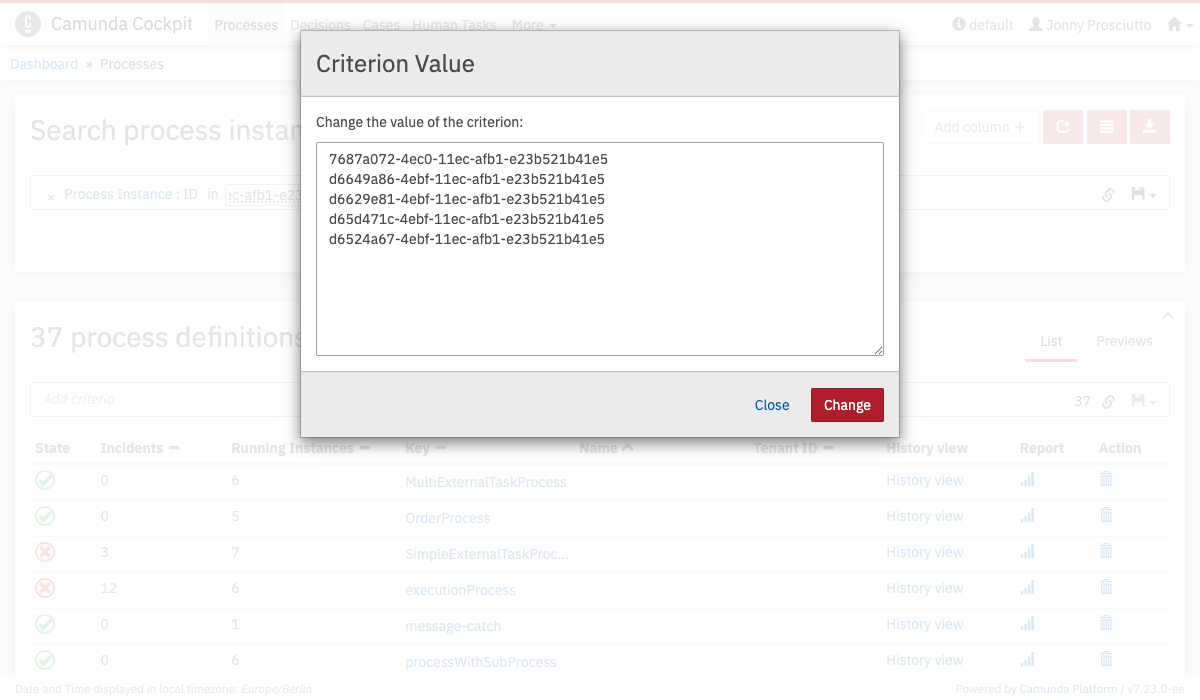 Camunda Cockpit Processes Decisions Cases Human Tasks More default Jonny Prosciutto
Dashboard » Processes
Criterion Value
Change the value of the criterion:
7687a072-4ec0-11ec-afb1-e23b521b41e5
d6649a86-4ebf-11ec-afb1-e23b521b41e5
d6629e81-4ebf-11ec-afb1-e23b521b41e5
d65d471c-4ebf-11ec-afb1-e23b521b41e5
d6524a67-4ebf-11ec-afb1-e23b521b41e5
Close Change
Search process instan
Add column +
× Process Instance : ID in ec-afb1-e23
37 process definitions
List Previews
Add criteria 37
State Incidents Running Instances Key Name Tenant ID History view Report Action
0 6 MultiExternalTaskProcess History view
0 5 OrderProcess History view
3 7 SimpleExternalTaskProc... History view
12 6 executionProcess History view
0 1 message-catch History view
0 6 processWithSubProcess History view
Date and Time displayed in local timezone: Europe/Berlin Powered by Camunda Platform / v7.23.0-ee